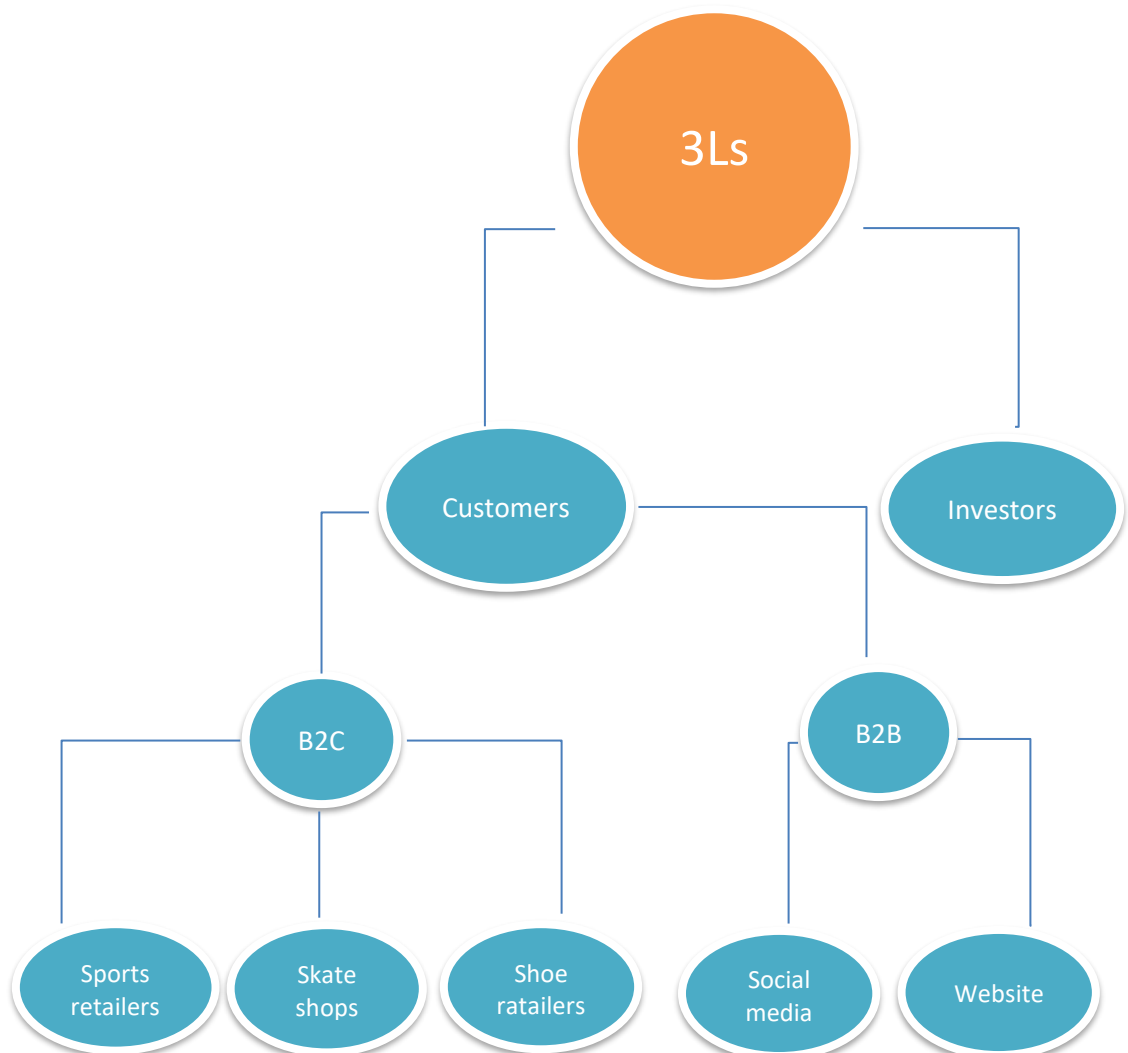 3Ls
Customers
Investors
B2C
B2B
Sports
retailers
Skate
shops
Shoe
ratailers
Social
media
Website